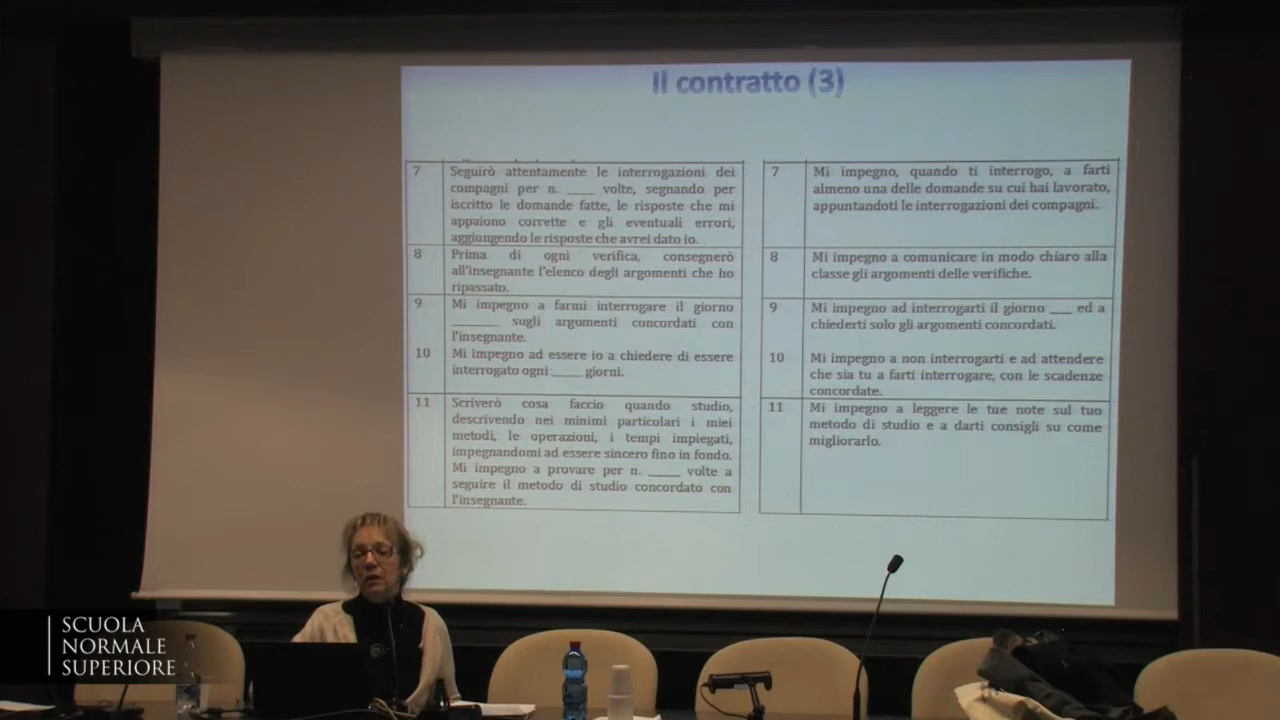 Il contratto (3)
7
Seguirò attentamente le interrogazioni dei
compagni per n. ____ volte, segnando per
iscritto le domande fatte, le risposte che mi
appaiono corrette e gli eventuali errori,
aggiungendo le risposte che avrei dato io.
8
Prima di ogni verifica, consegnerò
all'insegnante l'elenco degli argomenti che ho
ripassato.
9
Mi impegno a farmi interrogare il giorno
_______ sugli argomenti concordati con
l'insegnante.
10
Mi impegno ad essere io a chiedere di essere
interrogato ogni _____ giorni.
11
Scriverò cosa faccio quando studio,
descrivendo nei minimi particolari i miei
metodi, le operazioni, i tempi impiegati,
impegnandomi ad essere sincero fino in fondo.
Mi impegno a provare per n. _____ volte a
seguire il metodo di studio concordato con
l'insegnante.
7
Mi impegno, quando ti interrogo, a farti
almeno una delle domande su cui hai lavorato,
appuntandoti le interrogazioni dei compagni.
8
Mi impegno a comunicare in modo chiaro alla
classe gli argomenti delle verifiche.
9
Mi impegno ad interrogarti il giorno ___ ed a
chiederti solo gli argomenti concordati.
10
Mi impegno a non interrogarti e ad attendere
che sia tu a farti interrogare, con le scadenze
concordate.
11
Mi impegno a leggere le tue note sul tuo
metodo di studio e a darti consigli su come
migliorarlo.
SCUOLA
NORMALE
SUPERIORE